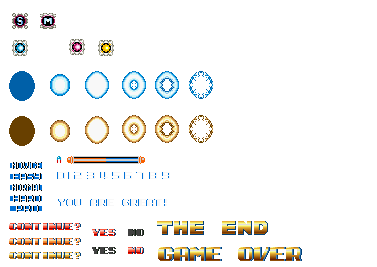 S M
NOVICE
EASY
NORMAL
HARD
PRO
YOU ARE GREAT!
CONTINUE? YES NO THE END
CONTINUE?
CONTINUE? YES NO GAME OVER